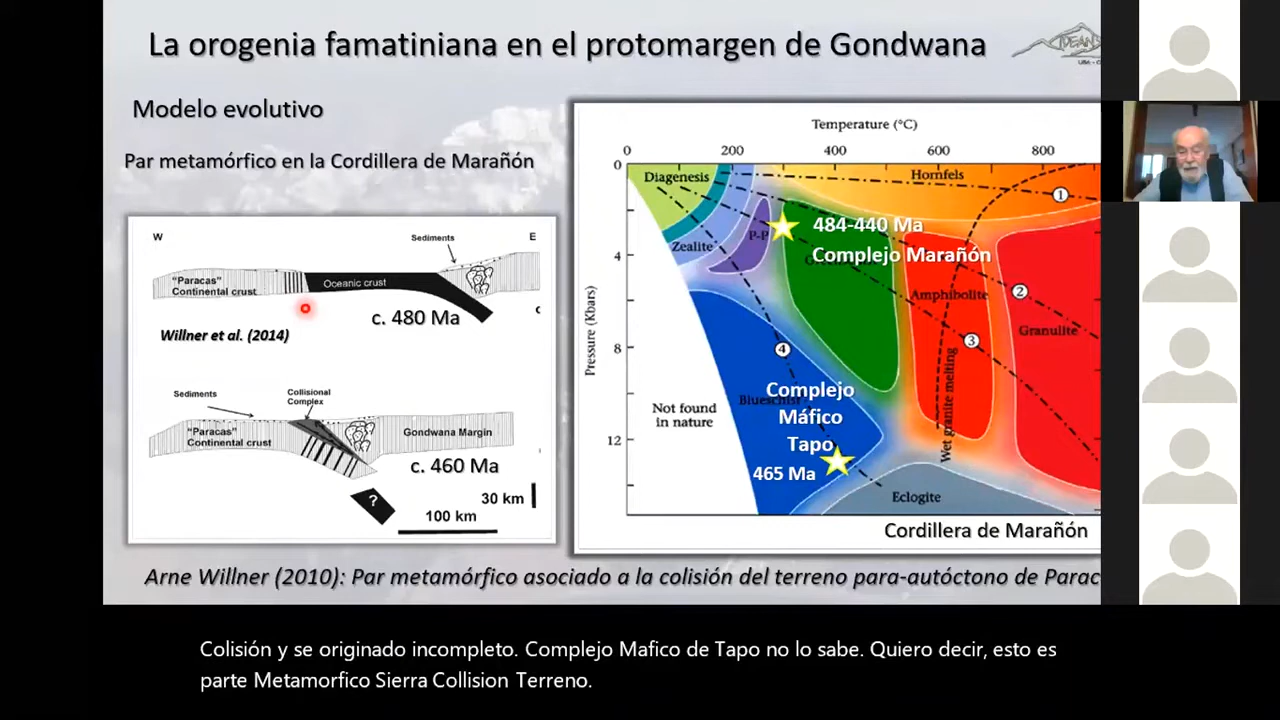 La orogenia famatiniana en el protomargen de Gondwana
Modelo evolutivo
Par metamórfico en la Cordillera de Marañón
W
E
Sediments
"Paracas"
Continental crust
Oceanic crust
c. 480 Ma
Willner et al. (2014)
Sediments
Collisional
Complex
"Paracas"
Continental crust
Gondwana Margin
c. 460 Ma
?
30 km
100 km
Temperature (°C)
0
200
400
600
800
0
4
8
12
Pressure (Kbars)
Diagenesis
Hornfels
1
Zealite
P-P
484-440 Ma
Complejo Marañón
Amphibolite
2
Granulite
3
4
Wet granite melting
Not found
in nature
Blueschist
Complejo
Máfico
Tapo
465 Ma
Eclogite
Cordillera de Marañón
Arne Willner (2010): Par metamórfico asociado a la colisión del terreno para-autóctono de Parac
Colisión y se originado incompleto. Complejo Mafico de Tapo no lo sabe. Quiero decir, esto es
parte Metamorfico Sierra Collision Terreno.